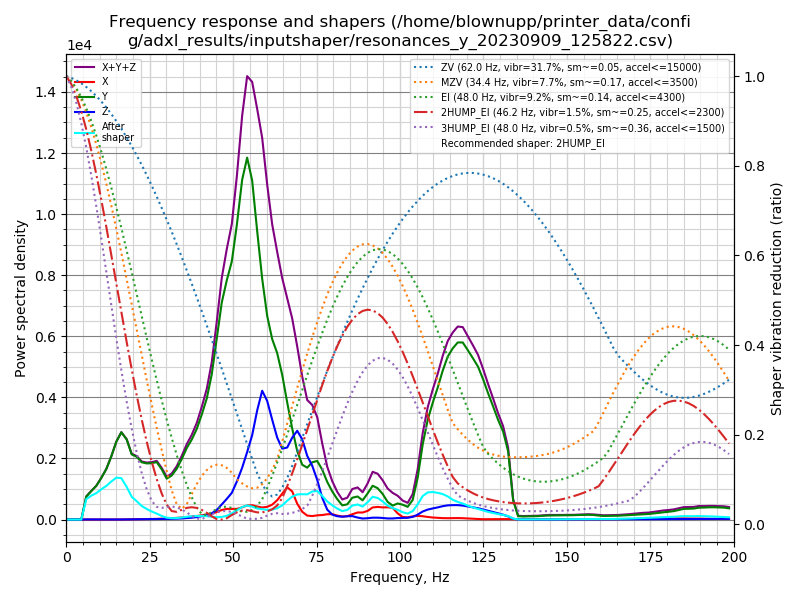 Frequency response and shapers (/home/blownupp/printer_data/confi
g/adxl_results/inputshaper/resonances_y_20230909_125822.csv)
1e4
X+Y+Z
X
Y
Z
After
shaper
ZV (62.0 Hz, vibr=31.7%, sm~=0.05, accel<=15000)
MZV (34.4 Hz, vibr=7.7%, sm~=0.17, accel<=3500)
EI (48.0 Hz, vibr=9.2%, sm~=0.14, accel<=4300)
2HUMP_EI (46.2 Hz, vibr=1.5%, sm~=0.25, accel<=2300)
3HUMP_EI (48.0 Hz, vibr=0.5%, sm~=0.36, accel<=1500)
Recommended shaper: 2HUMP_EI
Power spectral density
1.4
1.2
1.0
0.8
0.6
0.4
0.2
0.0
1.0
0.8
0.6
0.4
0.2
0.0
Shaper vibration reduction (ratio)
0 25 50 75 100 125 150 175 200
Frequency, Hz